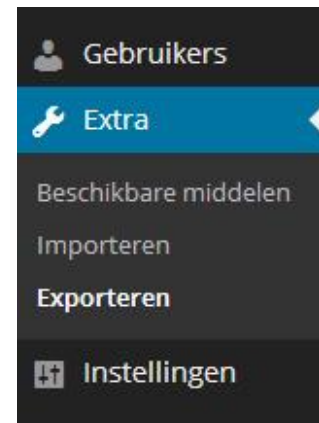 Gebruikers
Extra
Beschikbare middelen
Importeren
Exporteren
Instellingen